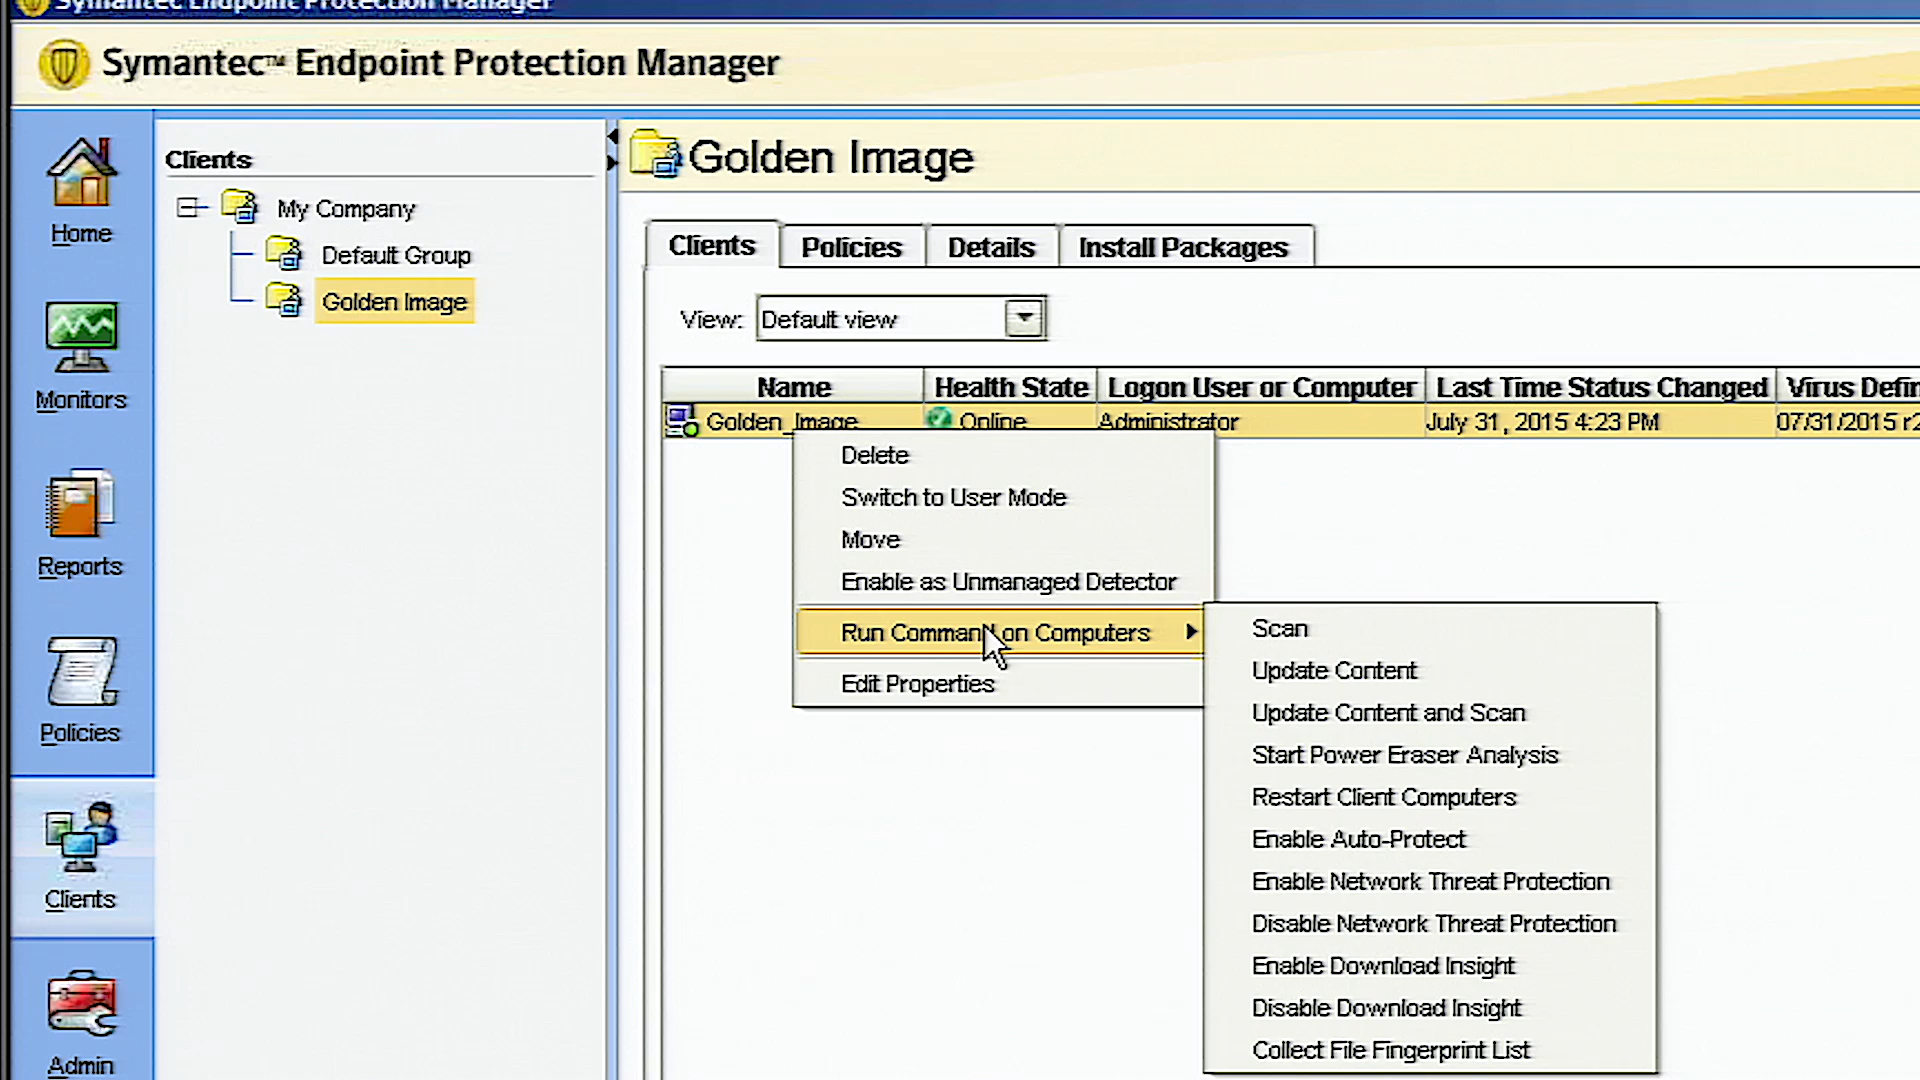 Symantec Endpoint Protection Manager
Symantec™ Endpoint Protection Manager
Home
Monitors
Reports
Policies
Clients
Admin
Clients
My Company
Default Group
Golden Image
Golden Image
Clients Policies Details Install Packages
View: Default view
Name Health State Logon User or Computer Last Time Status Changed Virus
Golden_Image Online Administrator July 31, 2015 4:23 PM 07/31/2015
Delete
Switch to User Mode
Move
Enable as Unmanaged Detector
Run Command on Computers
Edit Properties
Scan
Update Content
Update Content and Scan
Start Power Eraser Analysis
Restart Client Computers
Enable Auto-Protect
Enable Network Threat Protection
Disable Network Threat Protection
Enable Download Insight
Disable Download Insight
Collect File Fingerprint List